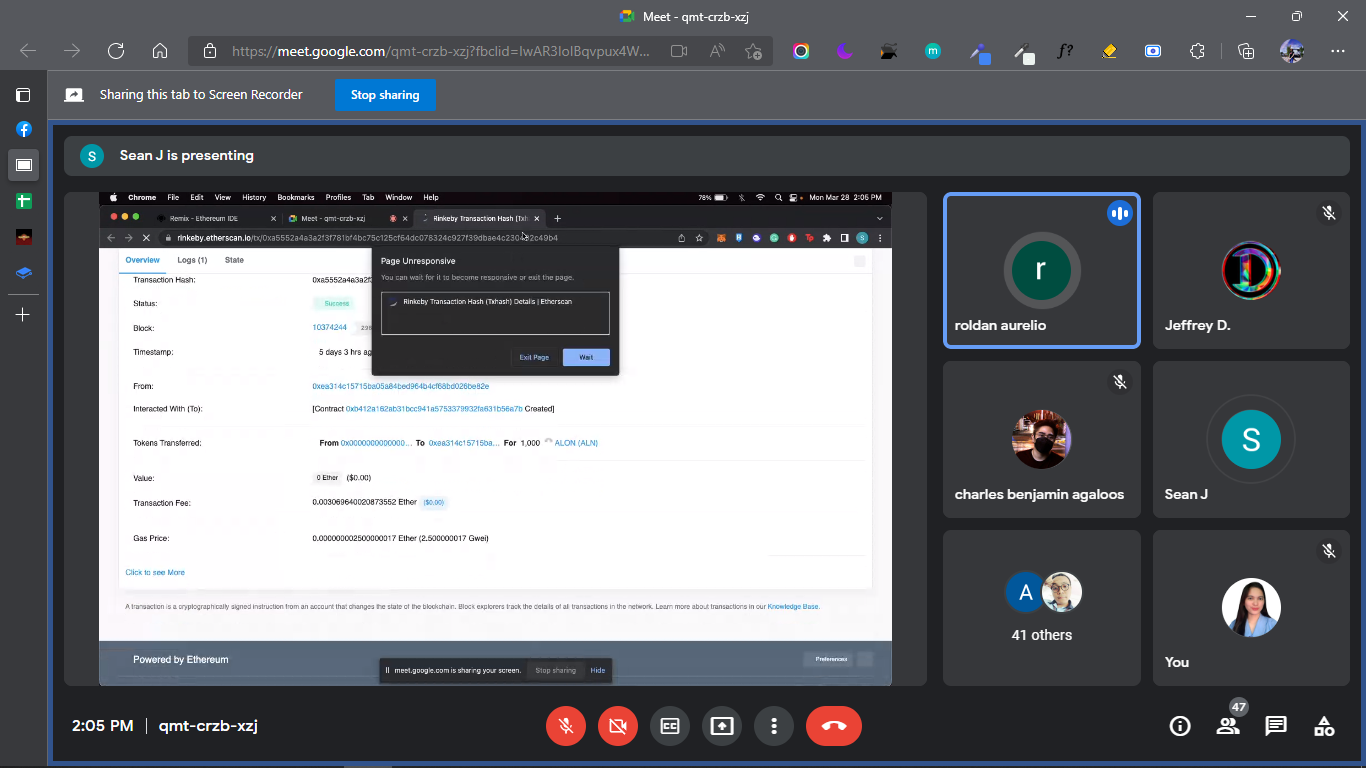 Meet - qmt-crzb-xzj
https://meet.google.com/qmt-crzb-xzj?fbclid=IwAR3IoIBqvpux4W...
Sharing this tab to Screen Recorder
Stop sharing
Sean J is presenting
Chrome File Edit View History Bookmarks Profiles Tab Window Help
78% Mon Mar 28 2:05 PM
Remix - Ethereum IDE
Meet - qmt-crzb-xzj
Rinkeby Transaction Hash (Txh
Overview Logs (1) State
Page Unresponsive
You can wait for it to become responsive or exit the page.
Rinkeby Transaction Hash (Txhash) Details | Etherscan
Exit Page Wait
Transaction Hash:
Status: Success
Block: 10374244
Timestamp: 5 days 3 hrs ag
From: 0xea314c15715ba05a84bed964b4cf68bd026be82e
Interacted With (To): [Contract 0xb412a162ab31bcc941a5753379932fa631b56a7b Created]
Tokens Transferred: From 0x0000000000000... To 0xea314c15715ba... For 1,000 ALON (ALN)
Value: 0 Ether ($0.00)
Transaction Fee: 0.003069640020873552 Ether ($0.00)
Gas Price: 0.000000002500000017 Ether (2.500000017 Gwei)
Click to see More
A transaction is a cryptographically signed instruction from an account that changes the state of the blockchain. Block explorers track the details of all transactions in the network. Learn more about transactions in our Knowledge Base.
Powered by Ethereum
Preferences
meet.google.com is sharing your screen. Stop sharing Hide
r
roldan aurelio
Jeffrey D.
charles benjamin agaloos
S
Sean J
A
41 others
You
2:05 PM | qmt-crzb-xzj
47